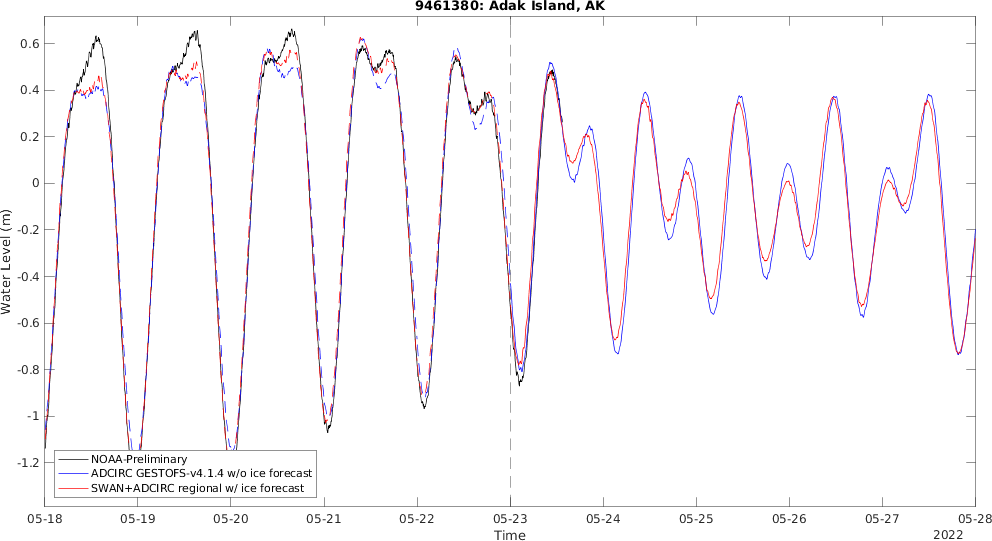 9461380: Adak Island, AK
0.6
0.4
0.2
0
-0.2
-0.4
-0.6
-0.8
-1
-1.2
Water Level (m)
NOAA-Preliminary
ADCIRC GESTOFS-v4.1.4 w/o ice forecast
SWAN+ADCIRC regional w/ ice forecast
05-18 05-19 05-20 05-21 05-22 05-23 05-24 05-25 05-26 05-27 05-28
Time
2022